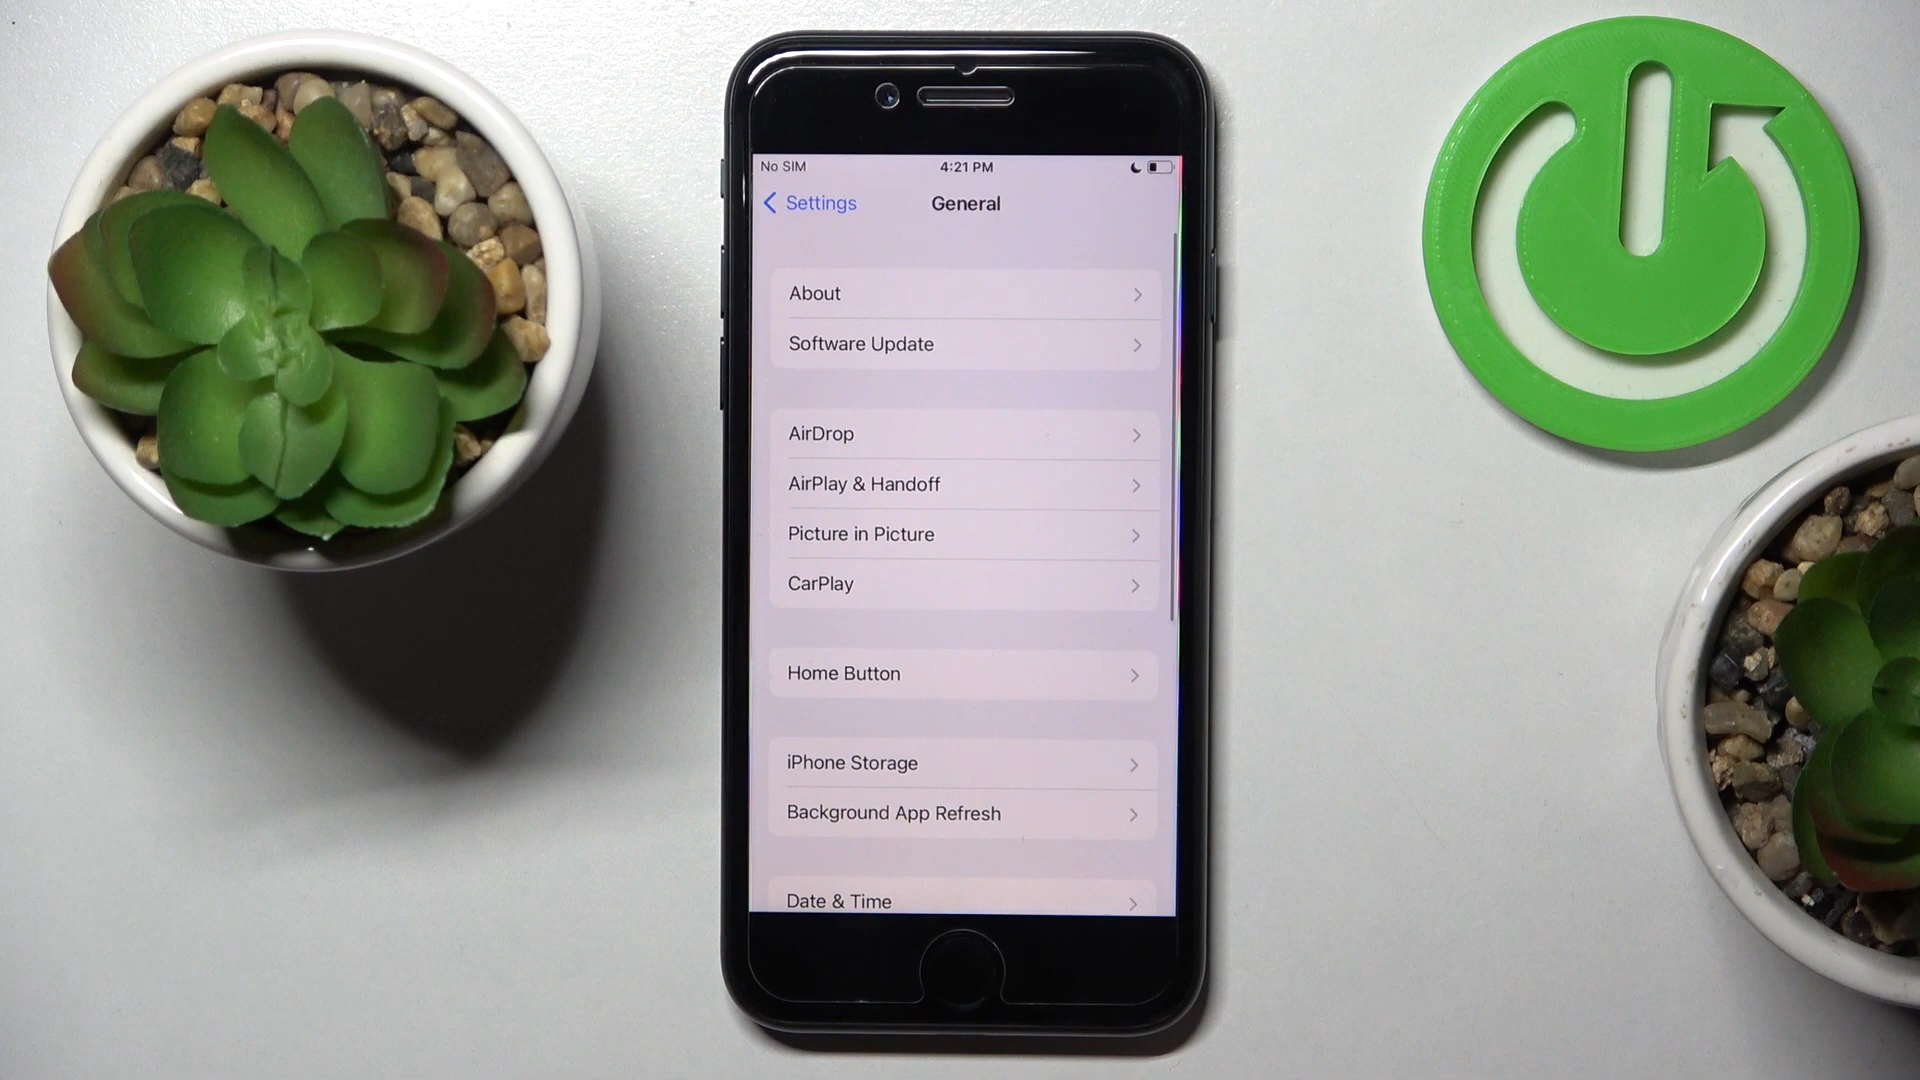 No SIM 4:21 PM
Settings General
About
Software Update
AirDrop
AirPlay & Handoff
Picture in Picture
CarPlay
Home Button
iPhone Storage
Background App Refresh
Date & Time